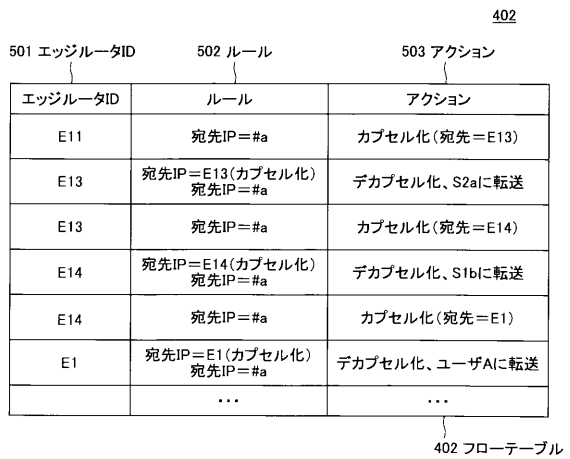 402
501 エッジルータID
502 ルール
503 アクション
エッジルータID
ルール
アクション
E11
宛先IP=#a
カプセル化(宛先=E13)
E13
宛先IP=E13(カプセル化)
宛先IP=#a
デカプセル化、S2aに転送
E13
宛先IP=#a
カプセル化(宛先=E14)
E14
宛先IP=E14(カプセル化)
宛先IP=#a
デカプセル化、S1bに転送
E14
宛先IP=#a
カプセル化(宛先=E1)
E1
宛先IP=E1(カプセル化)
宛先IP=#a
デカプセル化、ユーザAに転送
...
...
402 フローテーブル